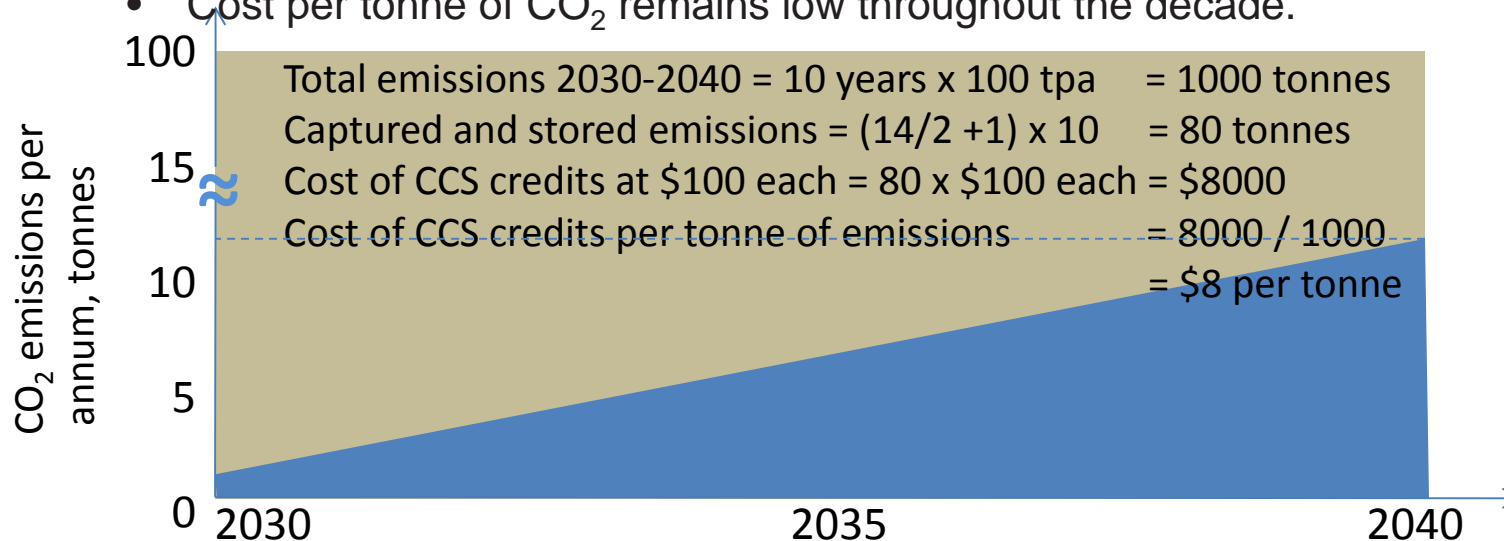 • Cost per tonne of CO₂ remains low throughout the decade.
100
Total emissions 2030-2040 = 10 years x 100 tpa = 1000 tonnes
Captured and stored emissions = (14/2 +1) x 10 = 80 tonnes
15
Cost of CCS credits at $100 each = 80 x $100 each = $8000
Cost of CCS credits per tonne of emissions = 8000 / 1000
10
= $8 per tonne
5
0
CO₂ emissions per
annum, tonnes
2030 2035 2040